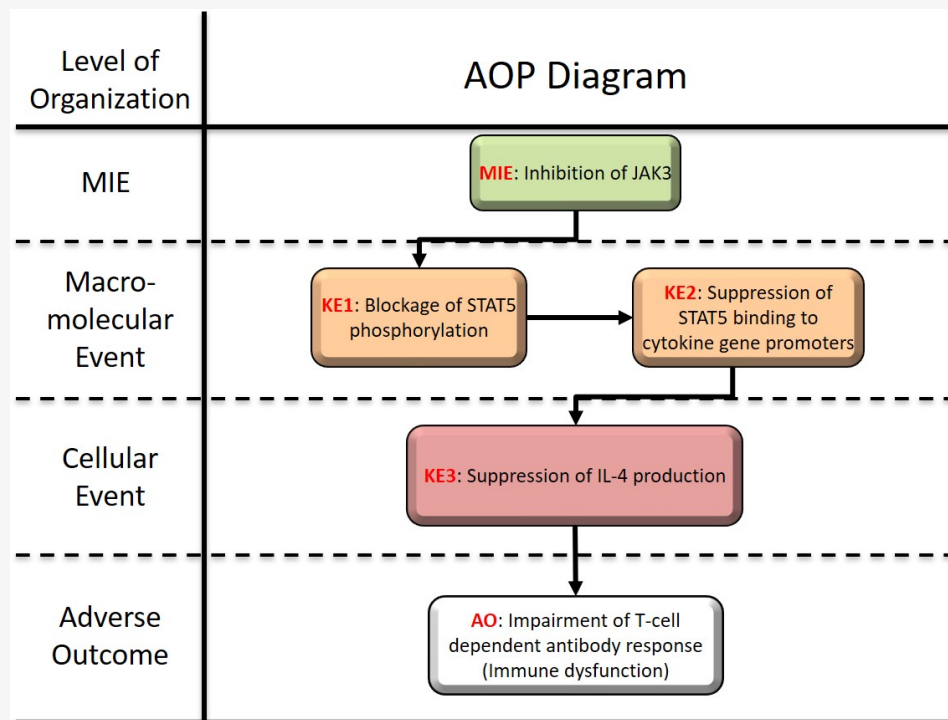 Level of
Organization
AOP Diagram
MIE
MIE: Inhibition of JAK3
Macro-
molecular
Event
KE1: Blockage of STAT5
phosphorylation
KE2: Suppression of
STAT5 binding to
cytokine gene promoters
Cellular
Event
KE3: Suppression of IL-4 production
Adverse
Outcome
AO: Impairment of T-cell
dependent antibody response
(Immune dysfunction)